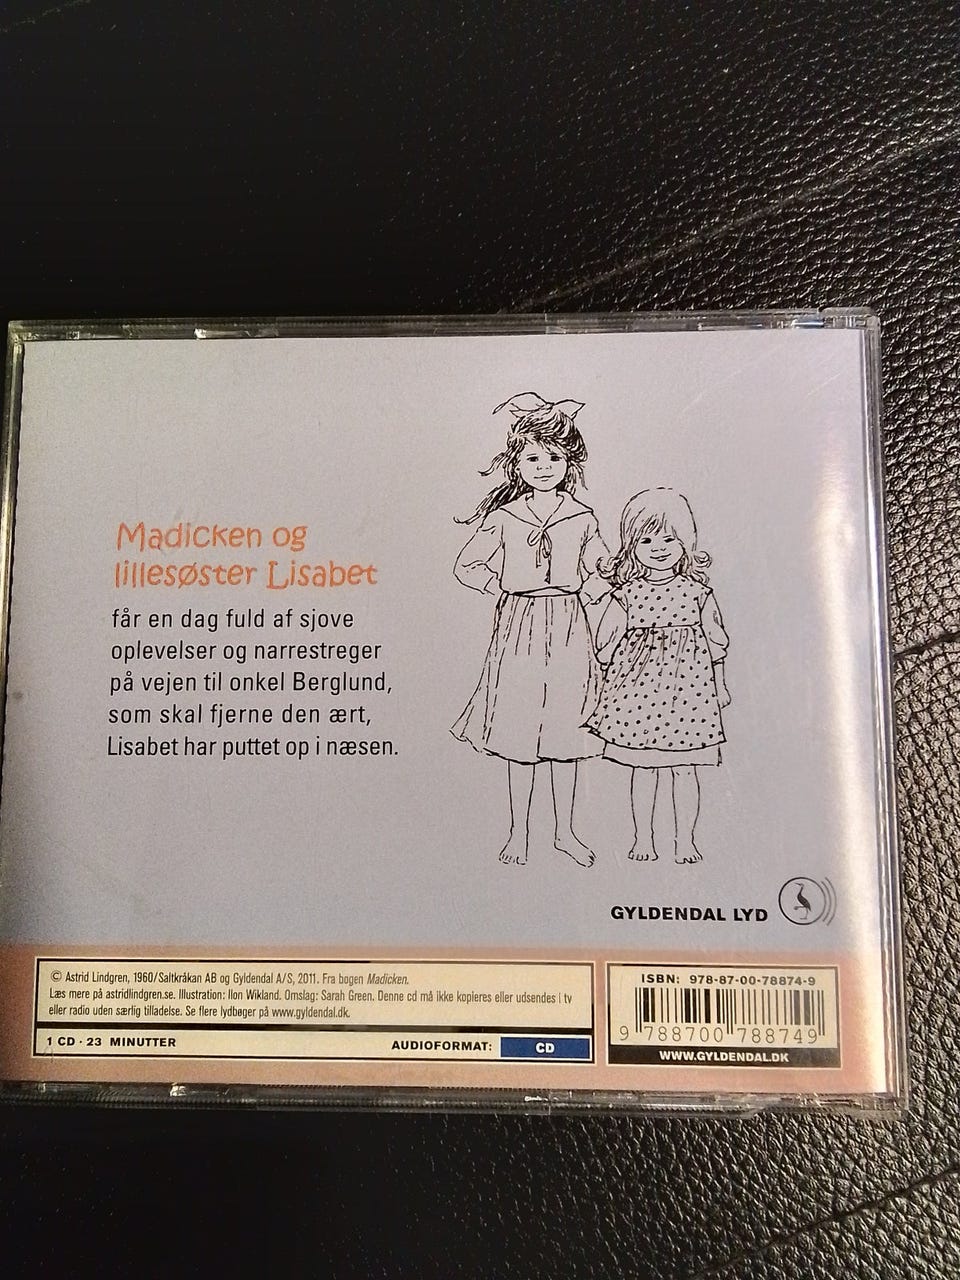 Madicken og
lillesøster Lisabet
får en dag fuld af sjove
oplevelser og narrestreger
på vejen til onkel Berglund,
som skal fjerne den ært,
Lisabet har puttet op i næsen.
GYLDENDAL LYD
© Astrid Lindgren, 1960/Saltkråkan AB og Gyldendal A/S, 2011. Fra bogen Madicken.
Læs mere på astridlindgren.se. Illustration: Ilon Wikland. Omslag: Sarah Green. Denne cd må ikke kopieres eller udsendes i tv
eller radio uden særlig tilladelse. Se flere lydbøger på www.gyldendal.dk.
1 CD · 23 MINUTTER
AUDIOFORMAT: CD
ISBN: 978-87-00-78874-9
9 788700 788749
WWW.GYLDENDAL.DK